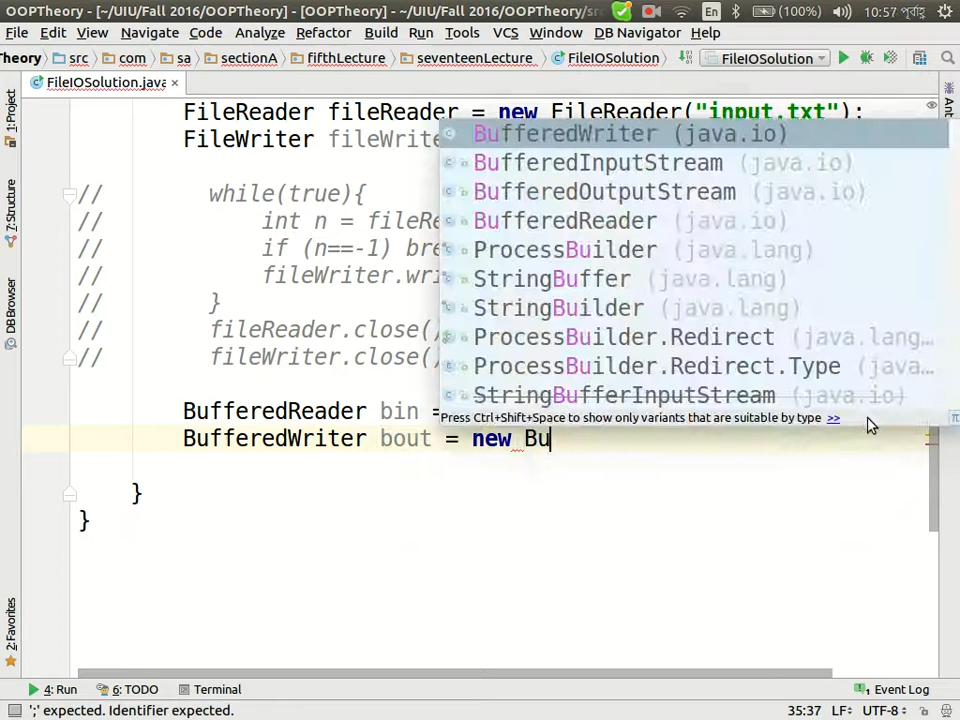 OOPTheory - [~/UIU/Fall 2016/OOPTheory] - [OOPTheory] - ~/UIU/Fall 2016/OOPTheory/ En (100%) 10:57 পূর্বাহ্ণ
File Edit View Navigate Code Analyze Refactor Build Run Tools VCS Window DB Navigator Help
Theory src com sa sectionA fifthLecture seventeenLecture FileIOSolution FileIOSolution
FileIOSolution.java
1: Project
7: Structure
DB Browser
2: Favorites
Ant
FileReader fileReader = new FileReader("input.txt");
FileWriter fileWrite
// while(true){
// int n = fileRe
// if (n==-1) bre
// fileWriter.wri
// }
// fileReader.close(
// fileWriter.close(
BufferedReader bin =
BufferedWriter bout = new Bu
}
}
BufferedWriter (java.io)
BufferedInputStream (java.io)
BufferedOutputStream (java.io)
BufferedReader (java.io)
ProcessBuilder (java.lang)
StringBuffer (java.lang)
StringBuilder (java.lang)
ProcessBuilder.Redirect (java.lang…
ProcessBuilder.Redirect.Type (java…
StringBufferInputStream (java.io)
Press Ctrl+Shift+Space to show only variants that are suitable by type >>
4: Run 6: TODO Terminal Event Log
';' expected. Identifier expected. 35:37 LF÷ UTF-8÷